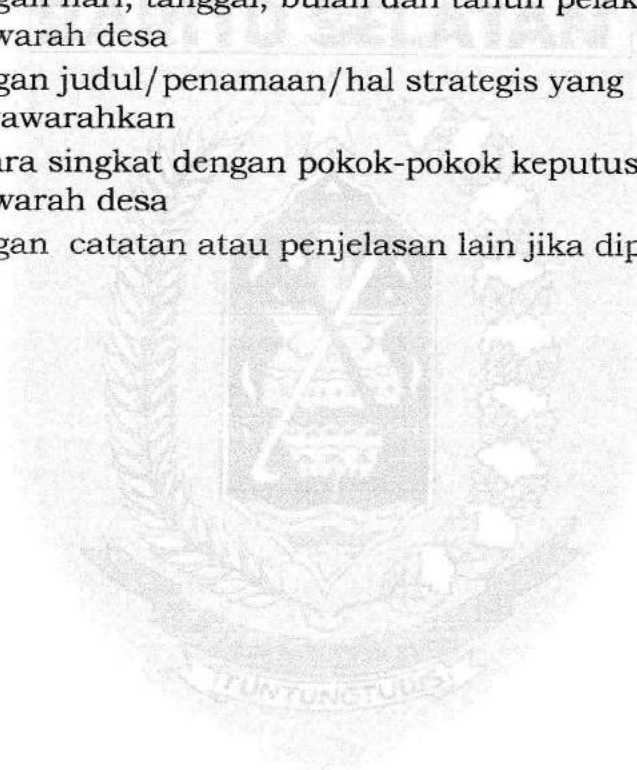 gan hari, tanggal, bulan dan tahun pelak
warah desa
gan judul/penamaan/hal strategis yang
yawarahkan
ara singkat dengan pokok-pokok keputus
warah desa
gan catatan atau penjelasan lain jika dip